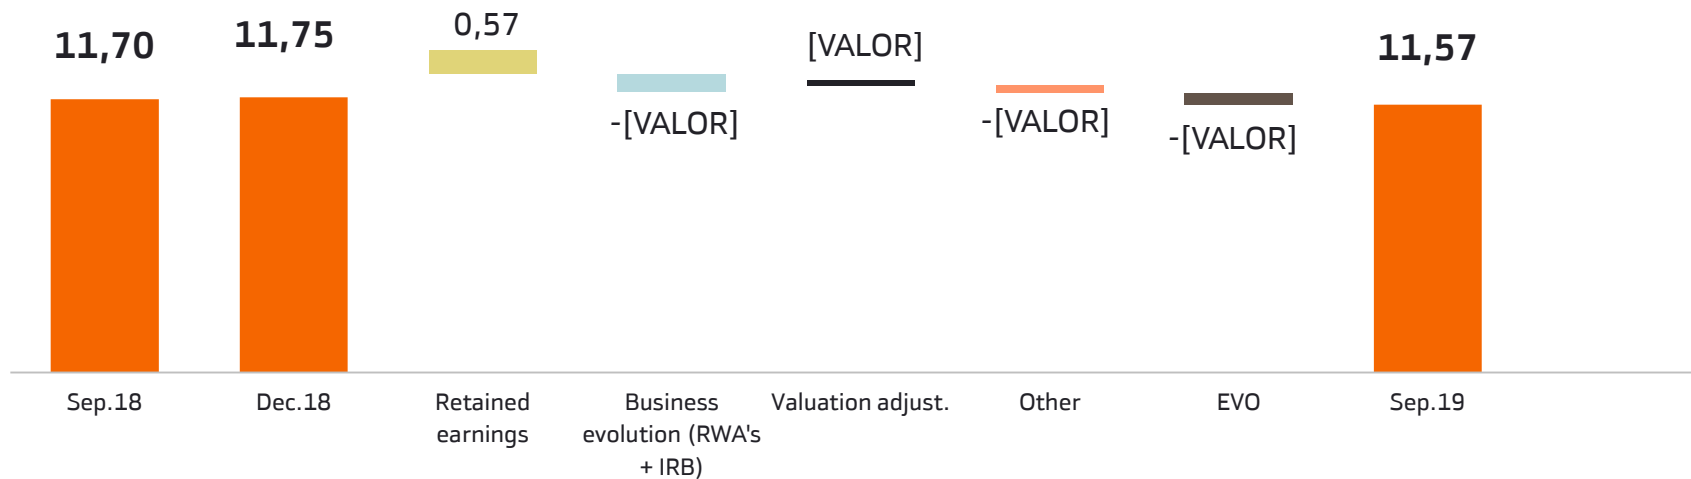 11,70
11,75
0,57
-[VALOR]
[VALOR]
-[VALOR]
-[VALOR]
11,57
Sep.18
Dec.18
Retained
earnings
Business
evolution (RWA's
+ IRB)
Valuation adjust.
Other
EVO
Sep.19